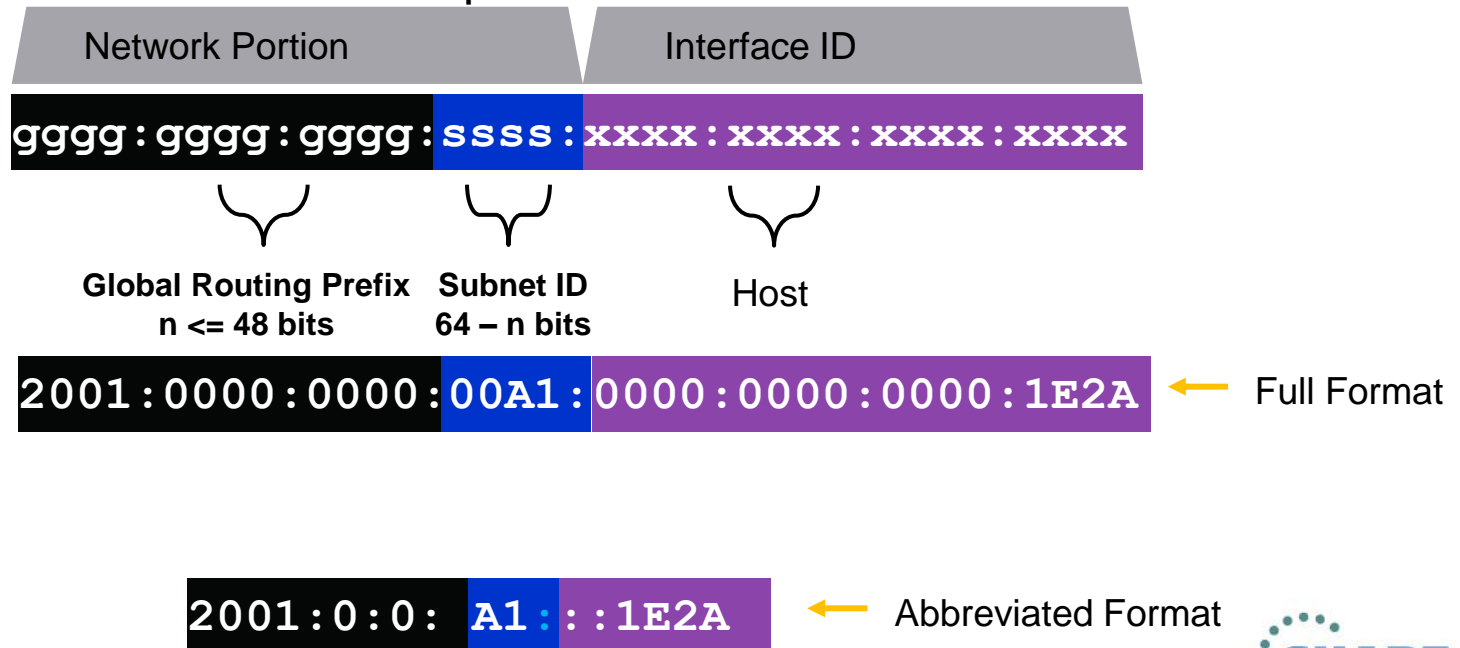 Network Portion Interface ID
gggg:gggg:gggg:ssss:xxxx:xxxx:xxxx:xxxx
Global Routing Prefix Subnet ID Host
n <= 48 bits 64 – n bits
2001:0000:0000:00A1:0000:0000:0000:1E2A Full Format
2001:0:0: A1:::1E2A Abbreviated Format